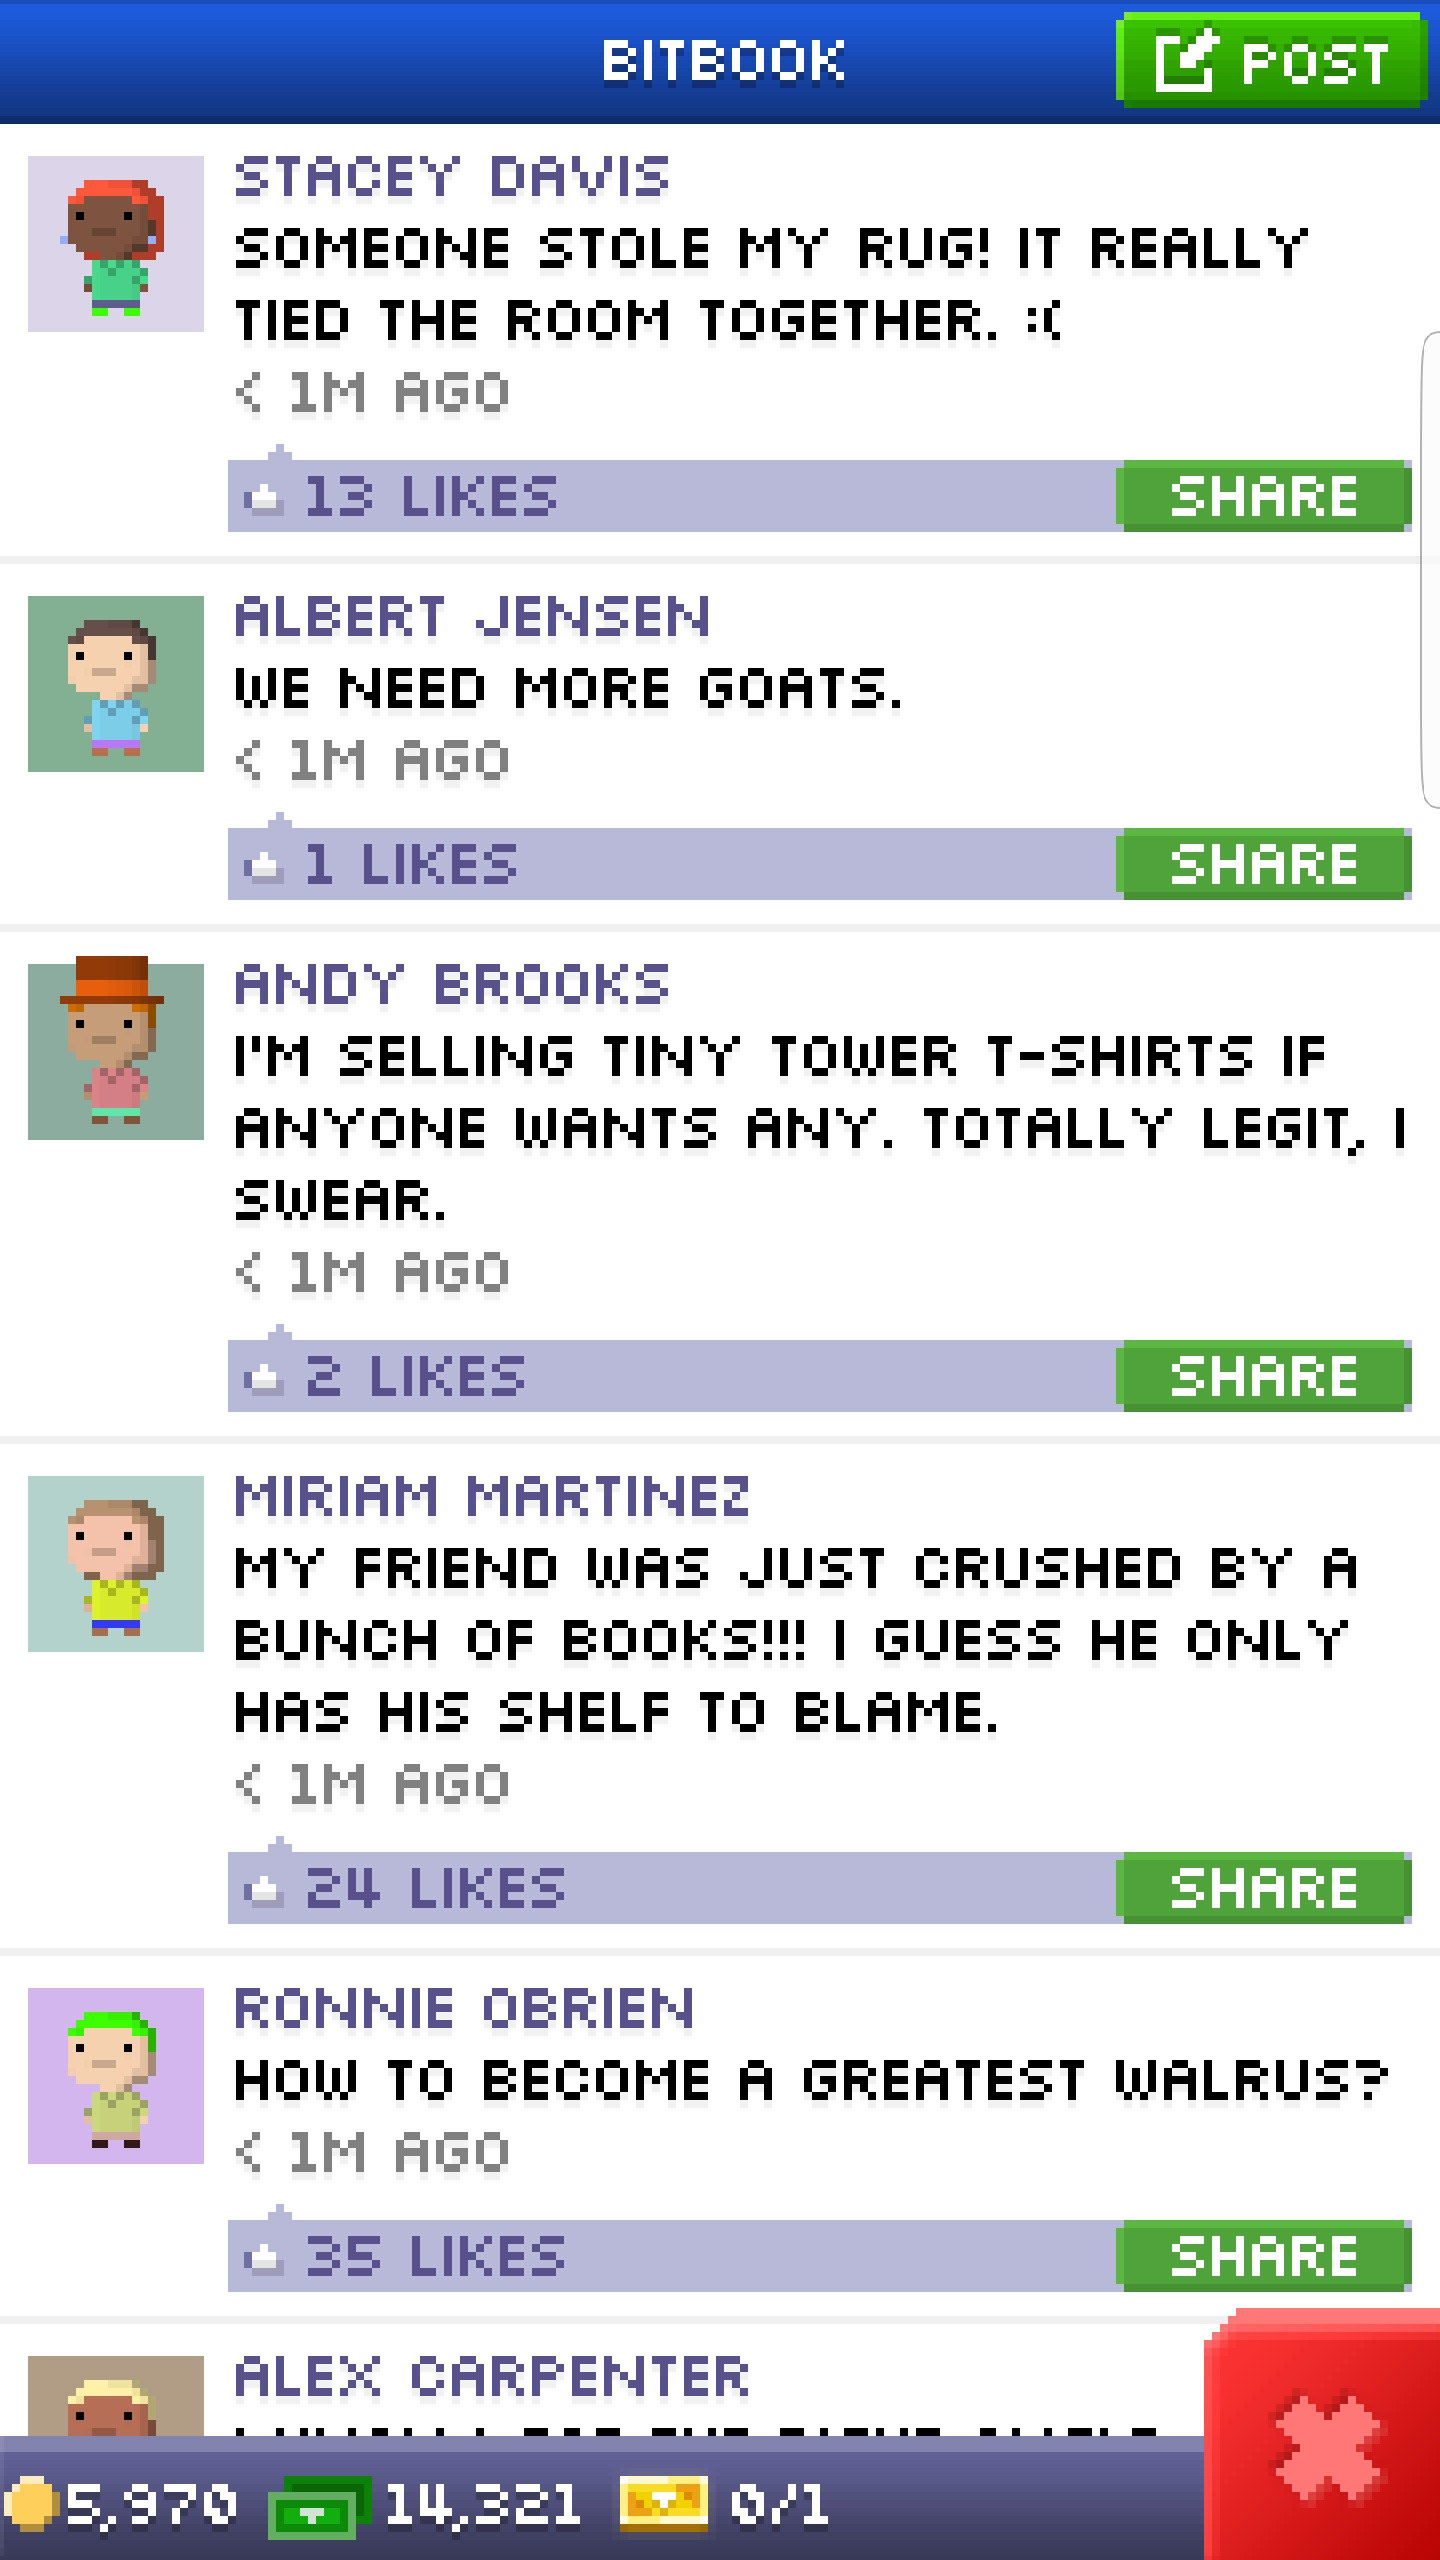 BITBOOK
POST
STACEY DAVIS
SOMEONE STOLE MY RUG! IT REALLY
TIED THE ROOM TOGETHER. :(
< 1M AGO
13 LIKES
SHARE
ALBERT JENSEN
WE NEED MORE GOATS.
< 1M AGO
1 LIKES
SHARE
ANDY BROOKS
I'M SELLING TINY TOWER T-SHIRTS IF
ANYONE WANTS ANY. TOTALLY LEGIT, I
SWEAR.
< 1M AGO
2 LIKES
SHARE
MIRIAM MARTINEZ
MY FRIEND WAS JUST CRUSHED BY A
BUNCH OF BOOKS!!! I GUESS HE ONLY
HAS HIS SHELF TO BLAME.
< 1M AGO
24 LIKES
SHARE
RONNIE OBRIEN
HOW TO BECOME A GREATEST WALRUS?
< 1M AGO
35 LIKES
SHARE
ALEX CARPENTER
5,970
14,321
0/1